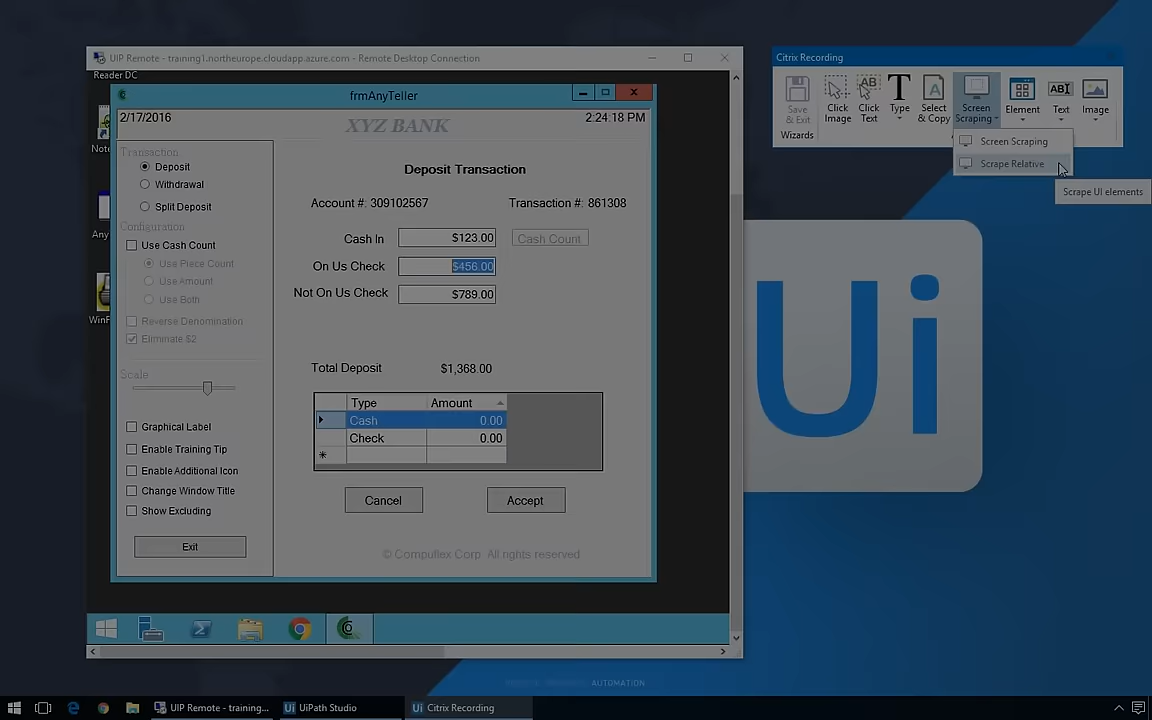 UIP Remote - training1.northeurope.cloudapp.azure.com - Remote Desktop Connection
Reader DC
frmAnyTeller
2/17/2016
XYZ BANK
2:24:18 PM
Transaction
Deposit
Withdrawal
Split Deposit
Configuration
Use Cash Count
Use Piece Count
Use Amount
Use Both
Reverse Denomination
Eliminate $2
Scale
Graphical Label
Enable Training Tip
Enable Additional Icon
Change Window Title
Show Excluding
Exit
Deposit Transaction
Account #: 309102567
Transaction #: 861308
Cash In $123.00 Cash Count
On Us Check $456.00
Not On Us Check $789.00
Total Deposit $1,368.00
Type Amount
Cash 0.00
Check 0.00
Cancel Accept
© Compuflex Corp. All rights reserved
Note
Any
WinF
Citrix Recording
Save & Exit
Click Image
Click Text
Type
Select & Copy
Screen Scraping
Element
Text
Image
Wizards
Screen Scraping
Scrape Relative
Scrape UI elements
Ui
AUTOMATION
UIP Remote - training...
Ui UiPath Studio
Ui Citrix Recording